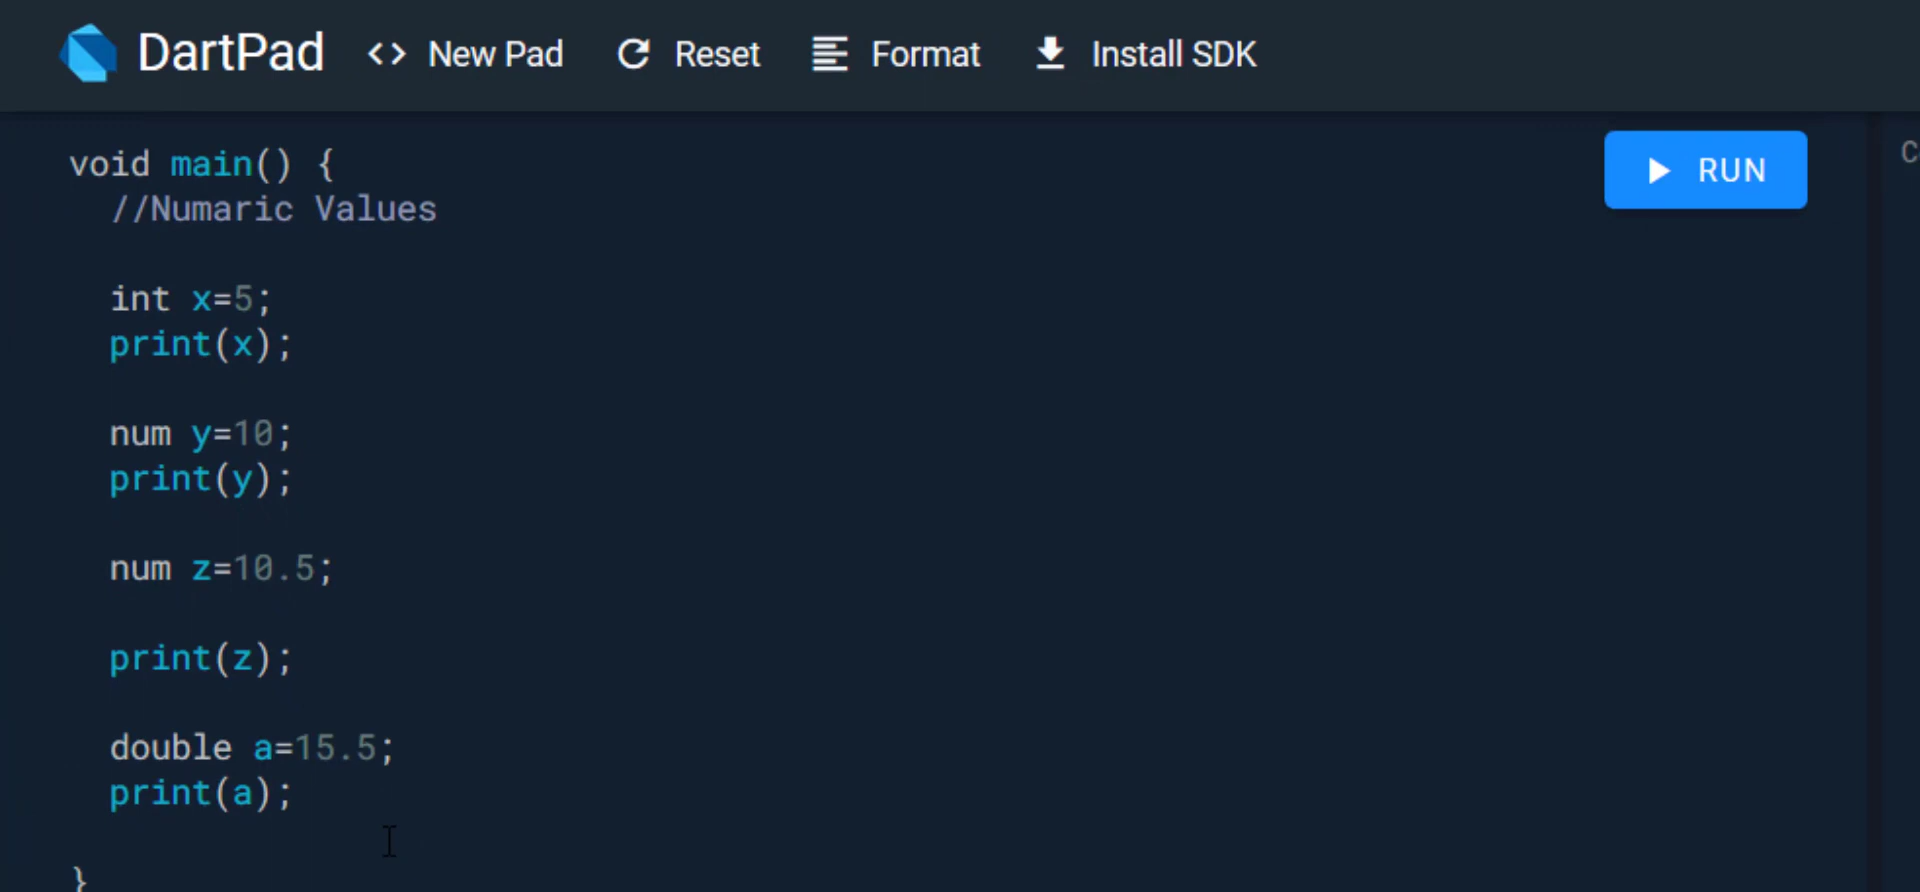 DartPad <> New Pad Reset Format Install SDK
void main() {
RUN
C
//Numaric Values
int x=5;
print(x);
num y=10;
print(y);
num z=10.5;
print(z);
double a=15.5;
print(a);
}